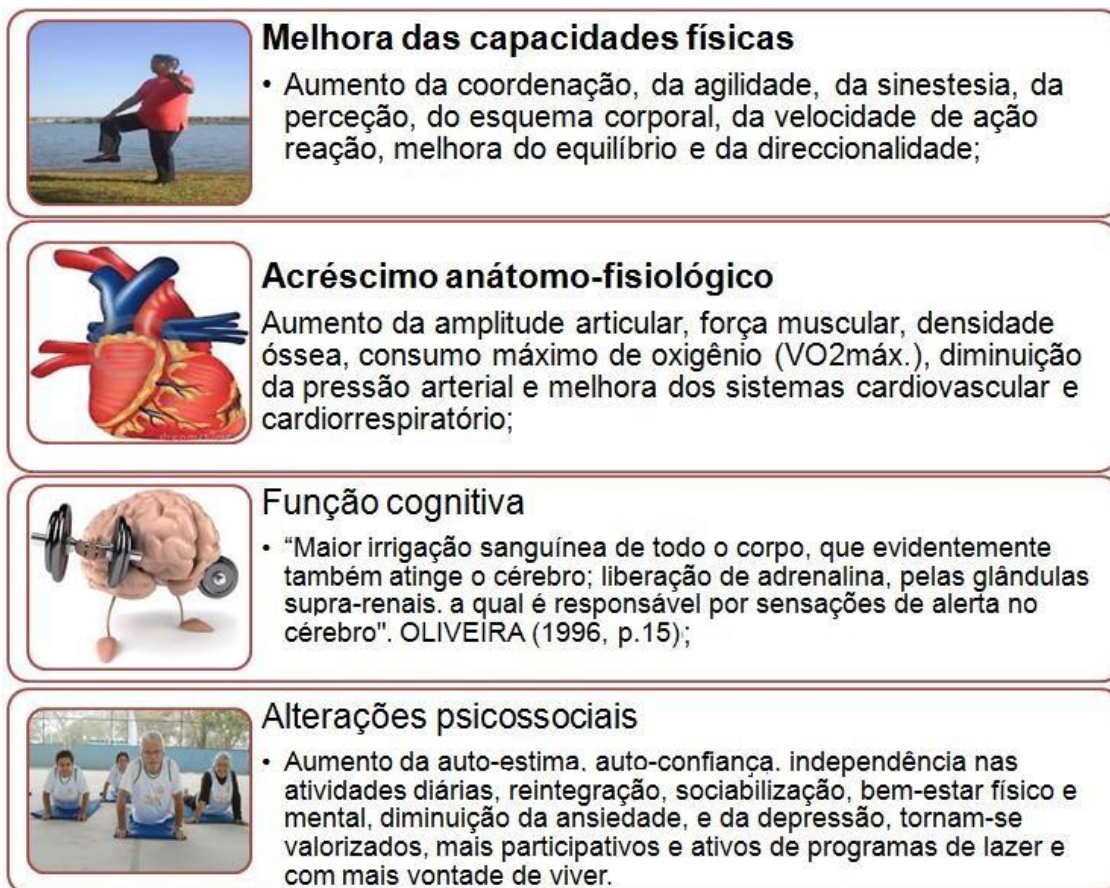 Melhora das capacidades físicas
• Aumento da coordenação, da agilidade, da sinestesia, da
perceção, do esquema corporal, da velocidade de ação
reação, melhora do equilíbrio e da direccionalidade;
Acréscimo anátomo-fisiológico
Aumento da amplitude articular, força muscular, densidade
óssea, consumo máximo de oxigênio (VO2máx.), diminuição
da pressão arterial e melhora dos sistemas cardiovascular e
cardiorrespiratório;
Função cognitiva
• “Maior irrigação sanguínea de todo o corpo, que evidentemente
também atinge o cérebro; liberação de adrenalina, pelas glândulas
supra-renais. a qual é responsável por sensações de alerta no
cérebro". OLIVEIRA (1996, p.15);
Alterações psicossociais
• Aumento da auto-estima. auto-confiança. independência nas
atividades diárias, reintegração, sociabilização, bem-estar físico e
mental, diminuição da ansiedade, e da depressão, tornam-se
valorizados, mais participativos e ativos de programas de lazer e
com mais vontade de viver.